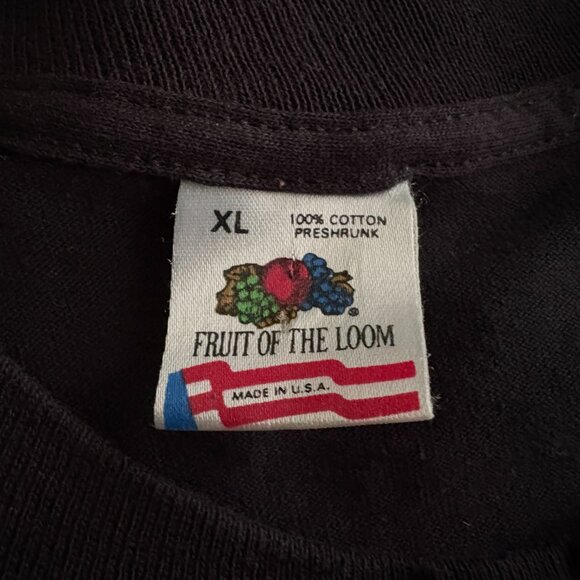 XL
100% COTTON
PRESHRUNK
®
FRUIT OF THE LOOM
MADE IN U.S.A.